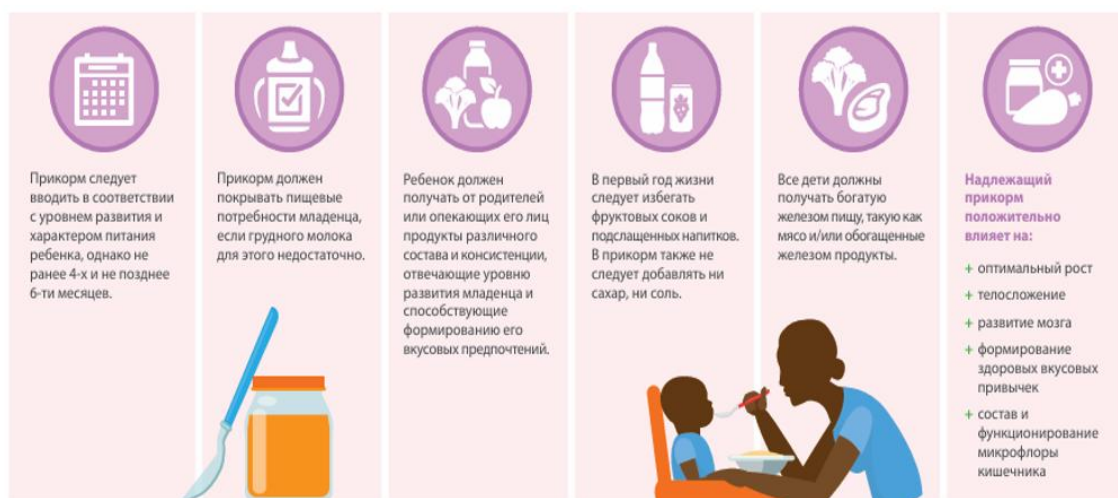 Прикорм следует
вводить в соответствии
с уровнем развития и
характером питания
ребенка, однако не
ранее 4-х и не позднее
6-ти месяцев.
Прикорм должен
покрывать пищевые
потребности младенца,
если грудного молока
для этого недостаточно.
Ребенок должен
получать от родителей
или опекающих его лиц
продукты различного
состава и консистенции,
отвечающие уровню
развития младенца и
способствующие
формированию его
вкусовых предпочтений.
В первый год жизни
следует избегать
фруктовых соков и
подслащенных напитков.
В прикорм также не
следует добавлять ни
сахар, ни соль.
Все дети должны
получать богатую
железом пищу, такую как
мясо и/или обогащенные
железом продукты.
Надлежащий
прикорм
положительно
влияет на:
+ оптимальный рост
+ телосложение
+ развитие мозга
+ формирование
здоровых вкусовых
привычек
+ состав и
функционирование
микрофлоры
кишечника